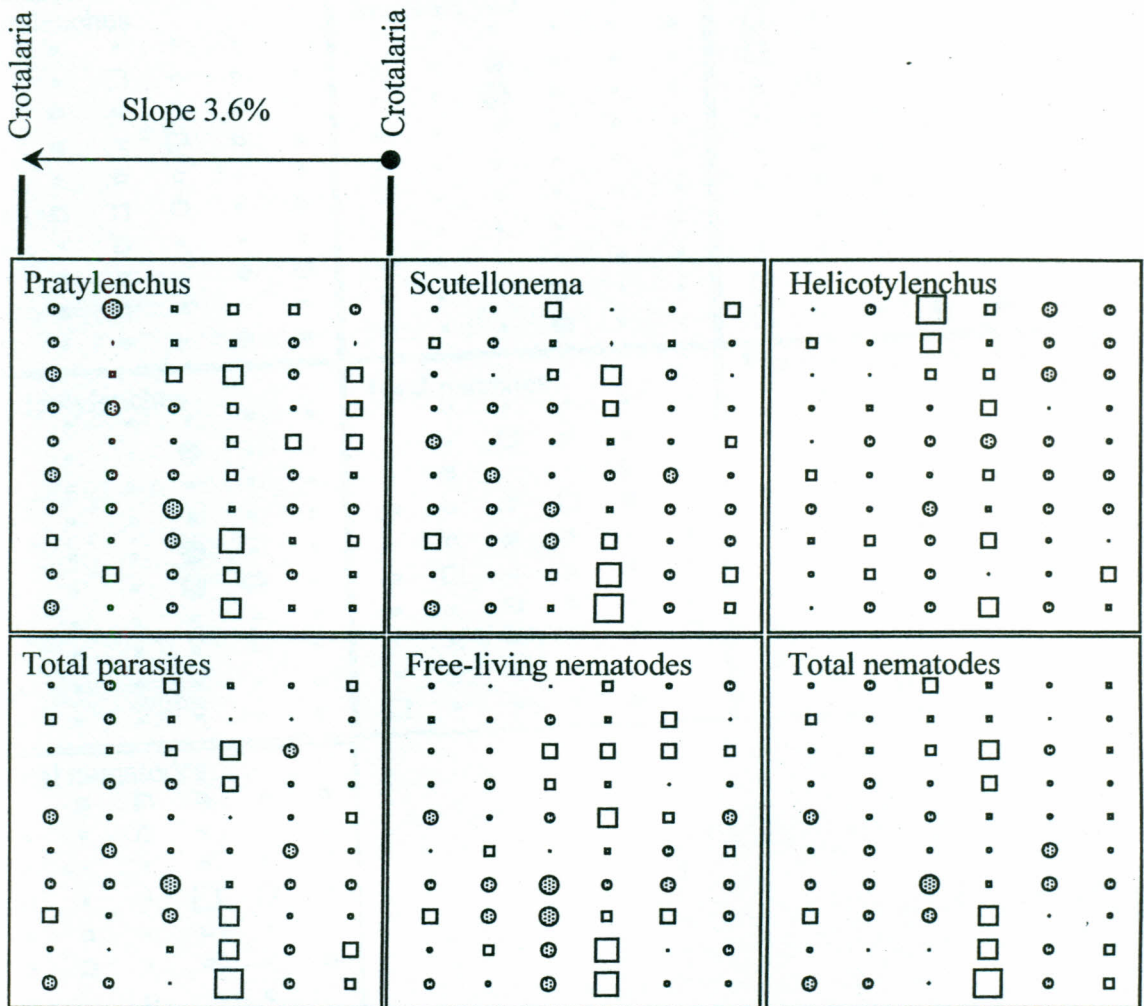 Crotalaria
Slope 3.6%
Crotalaria
Pratylenchus
Scutellonema
Helicotylenchus
Total parasites
Free-living nematodes
Total nematodes